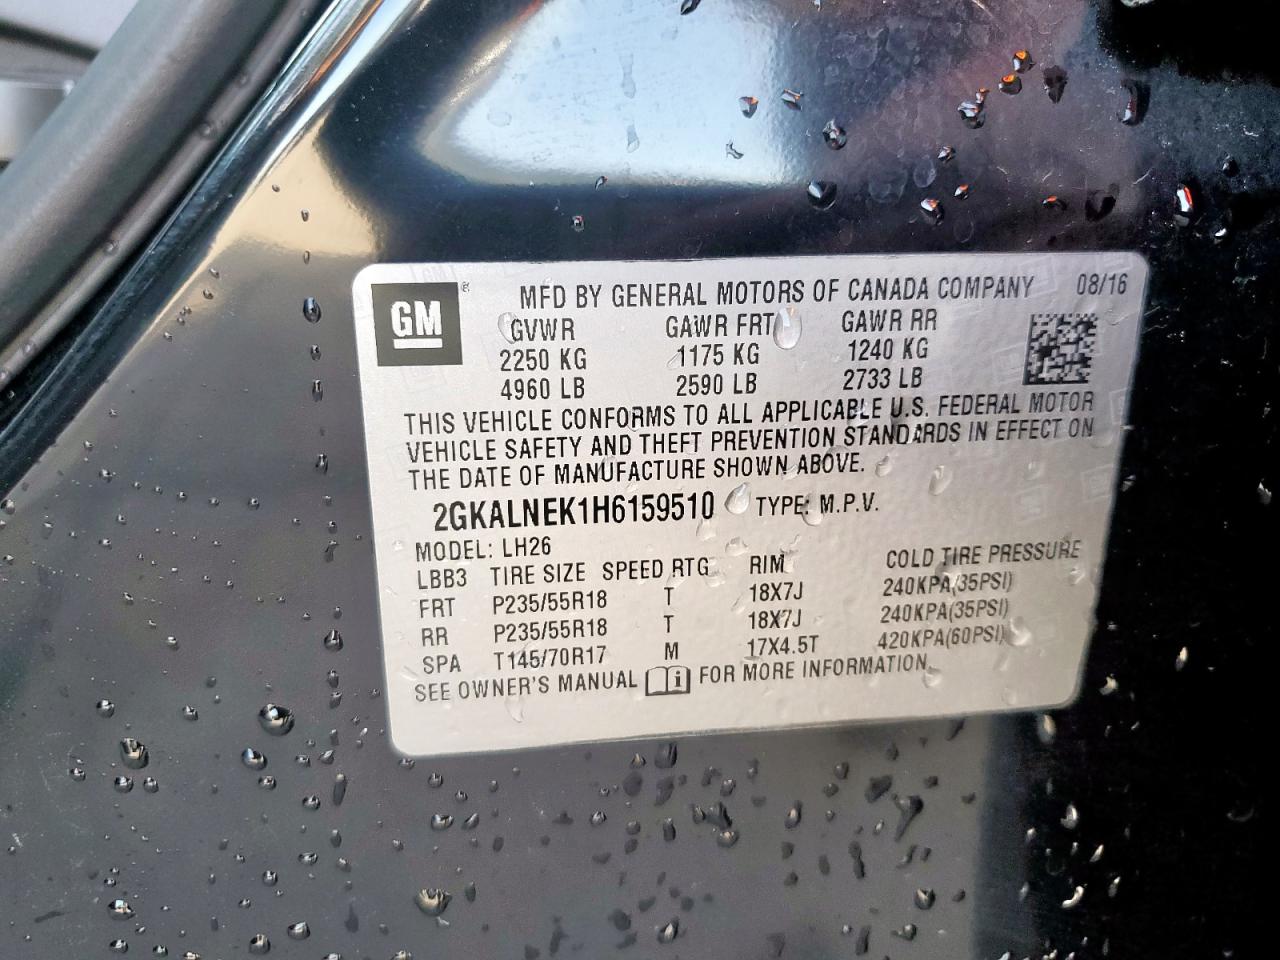 GM ® MFD BY GENERAL MOTORS OF CANADA COMPANY 08/16
GVWR GAWR FRT GAWR RR
2250 KG 1175 KG 1240 KG
4960 LB 2590 LB 2733 LB
THIS VEHICLE CONFORMS TO ALL APPLICABLE U.S. FEDERAL MOTOR
VEHICLE SAFETY AND THEFT PREVENTION STANDARDS IN EFFECT ON
THE DATE OF MANUFACTURE SHOWN ABOVE.
2GKALNEK1H6159510 TYPE: M.P.V.
MODEL: LH26
LBB3 TIRE SIZE SPEED RTG RIM COLD TIRE PRESSURE
FRT P235/55R18 T 18X7J 240KPA(35PSI)
RR P235/55R18 T 18X7J 240KPA(35PSI)
SPA T145/70R17 M 17X4.5T 420KPA(60PSI)
SEE OWNER'S MANUAL i FOR MORE INFORMATION.